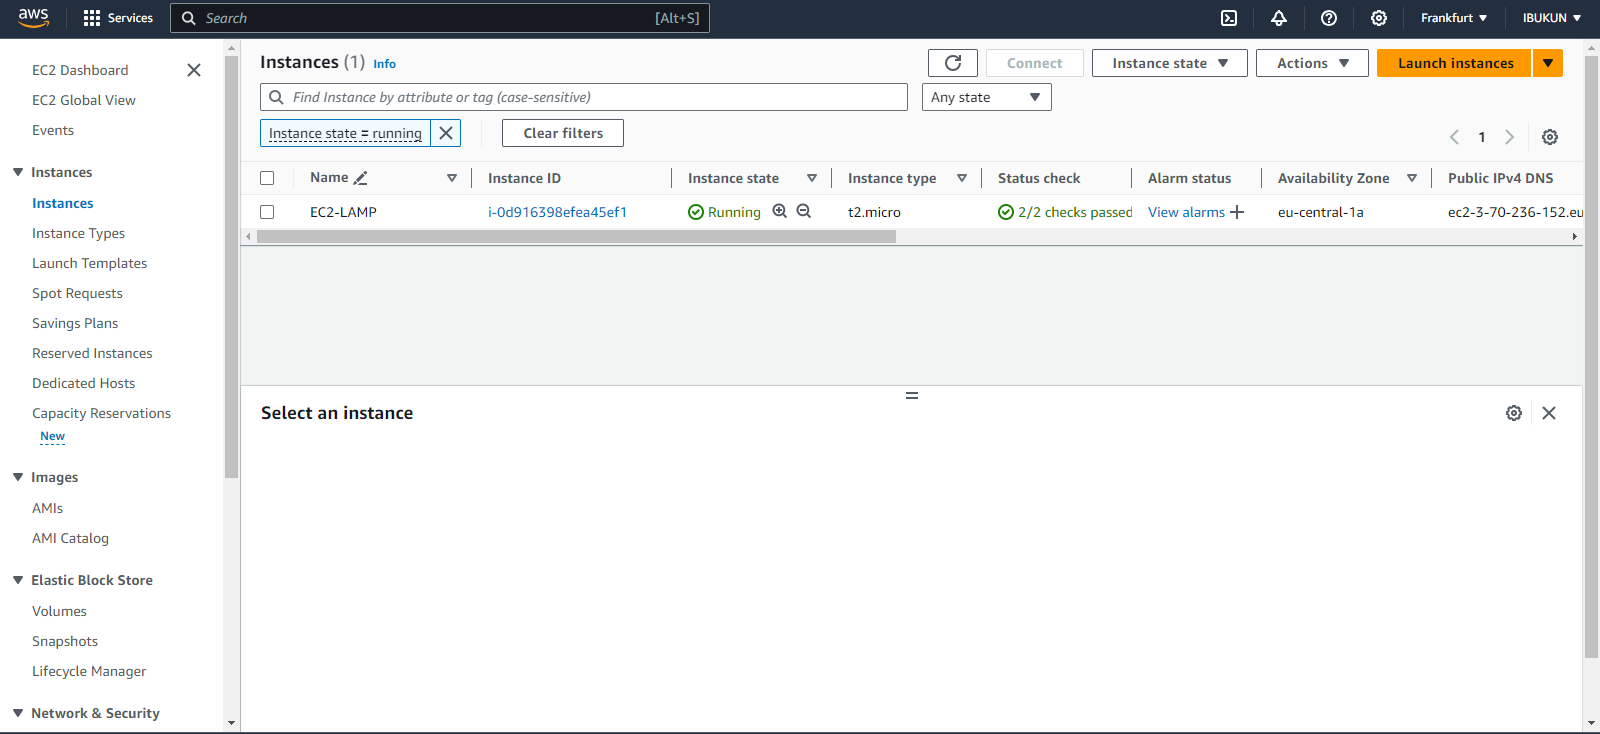 aws Services Search [Alt+S] Frankfurt IBUKUN
EC2 Dashboard
EC2 Global View
Events
Instances
Instances
Instance Types
Launch Templates
Spot Requests
Savings Plans
Reserved Instances
Dedicated Hosts
Capacity Reservations
New
Images
AMIs
AMI Catalog
Elastic Block Store
Volumes
Snapshots
Lifecycle Manager
Network & Security
Instances (1) Info Connect Instance state Actions Launch instances
Find Instance by attribute or tag (case-sensitive) Any state
Instance state = running Clear filters 1
Name Instance ID Instance state Instance type Status check Alarm status Availability Zone Public IPv4 DNS
EC2-LAMP i-0d916398efea45ef1 Running t2.micro 2/2 checks passed View alarms eu-central-1a ec2-3-70-236-152.eu
Select an instance